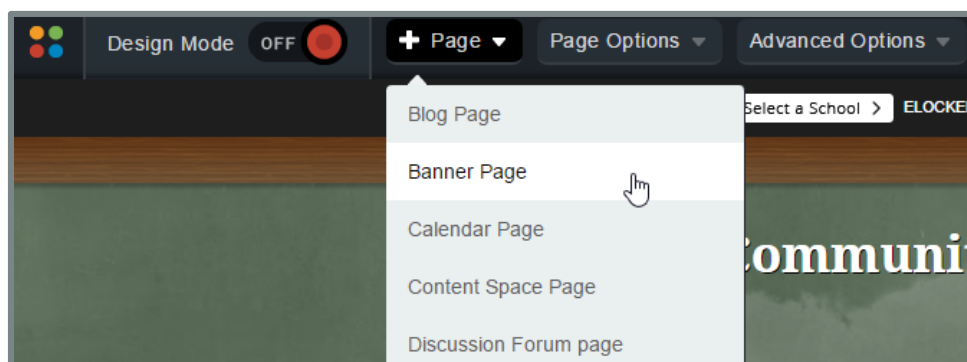 Design Mode OFF + Page Page Options Advanced Options
Select a School > ELOCKE
Blog Page
Banner Page
Calendar Page
Content Space Page
Discussion Forum page
ommuni